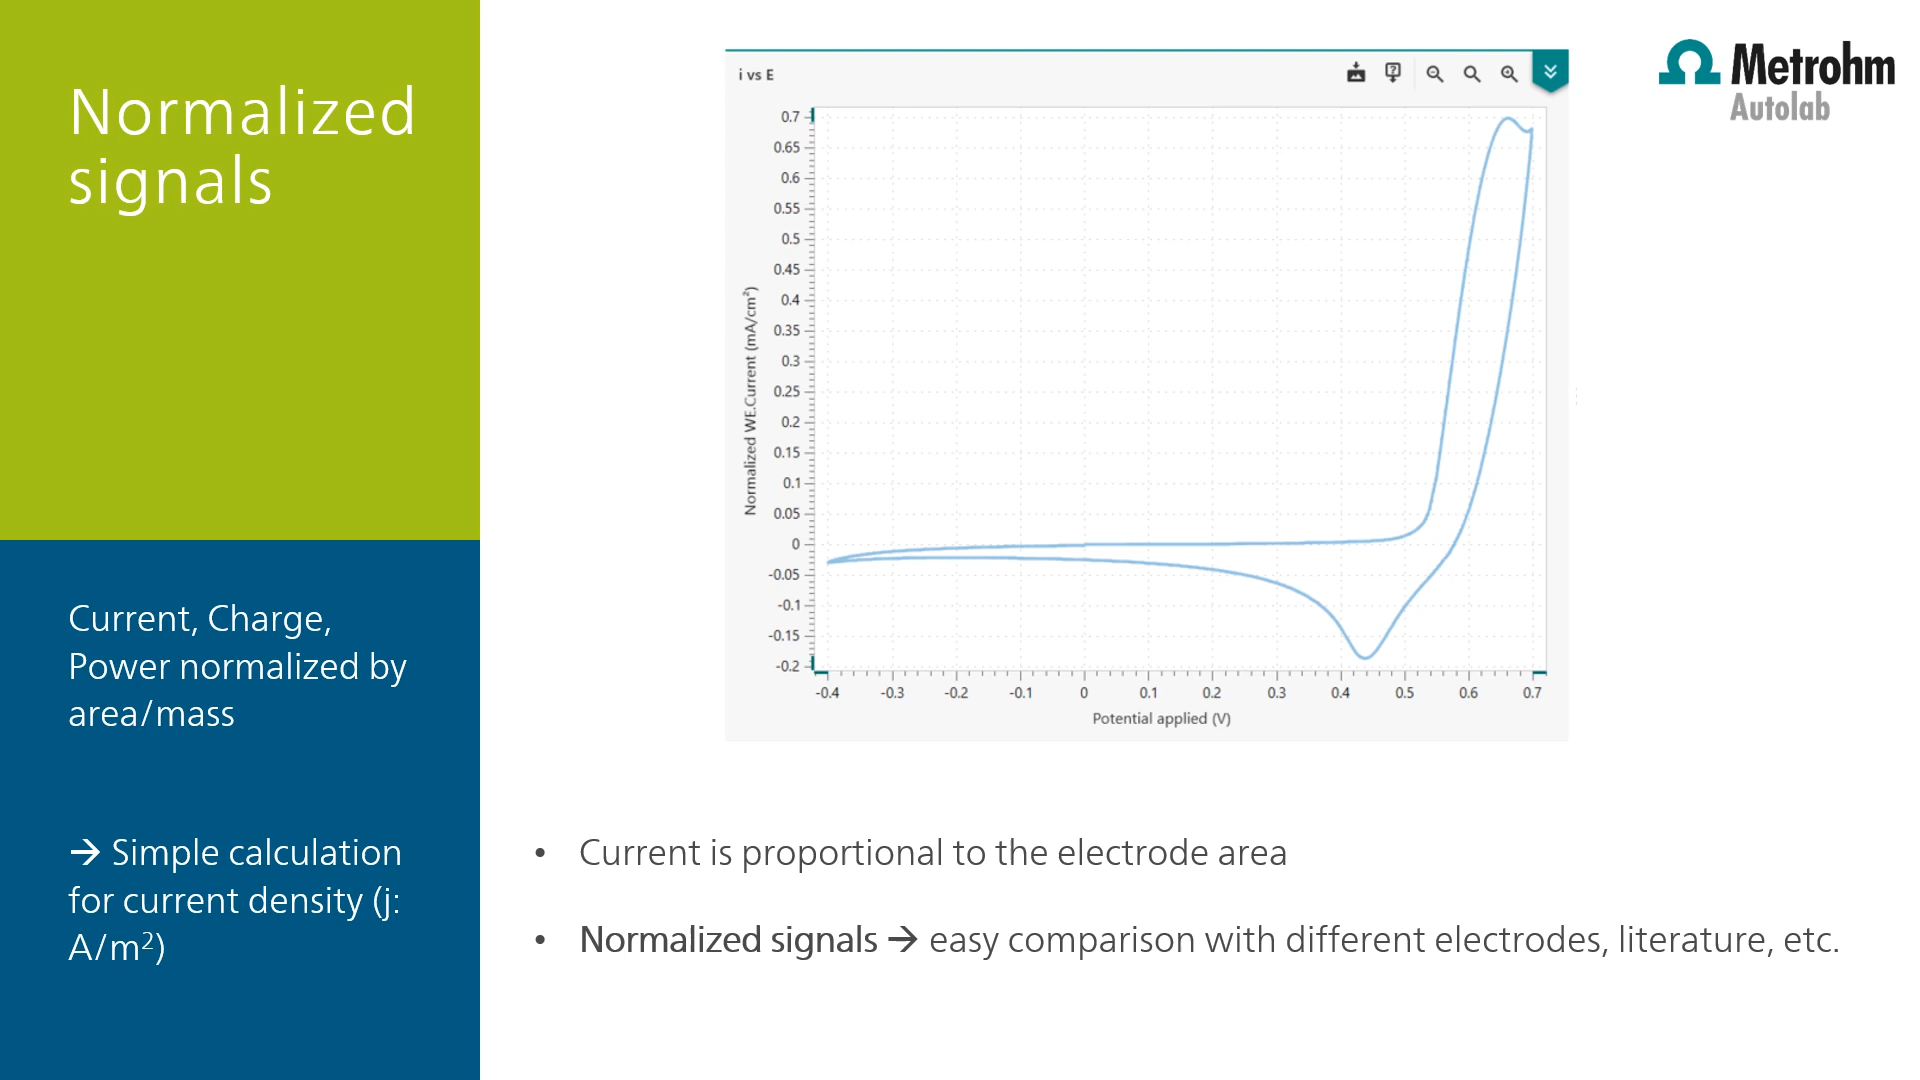 Normalized
signals
Current, Charge,
Power normalized by
area/mass
→ Simple calculation
for current density (j:
A/m²)
i vs E
Metrohm
Autolab
0.7
0.65
0.6
0.55
0.5
0.45
0.4
0.35
0.3
0.25
0.2
0.15
0.1
0.05
0
-0.05
-0.1
-0.15
-0.2
Normalized WE.Current (mA/cm²)
-0.4 -0.3 -0.2 -0.1 0 0.1 0.2 0.3 0.4 0.5 0.6 0.7
Potential applied (V)
• Current is proportional to the electrode area
• Normalized signals → easy comparison with different electrodes, literature, etc.